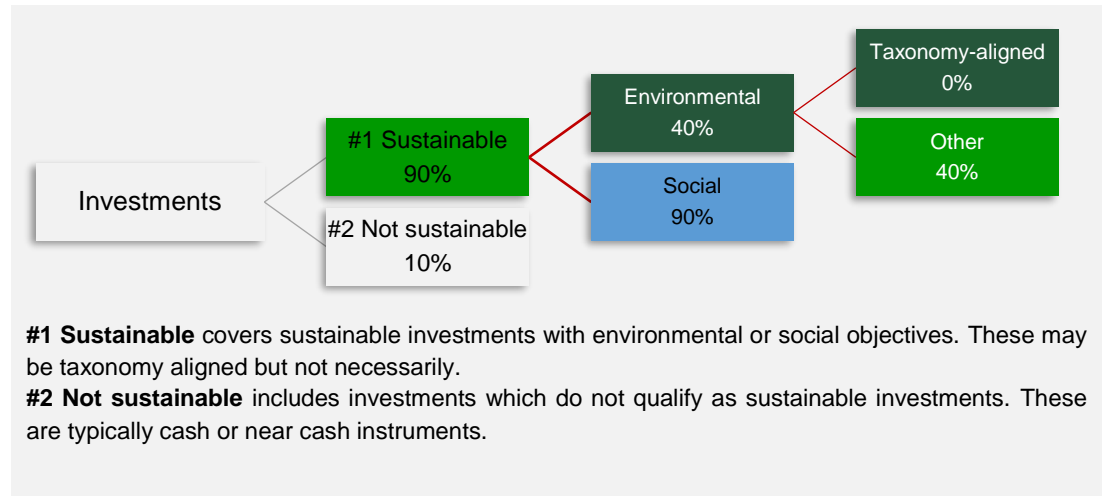 Investments
#1 Sustainable
90%
#2 Not sustainable
10%
Environmental
40%
Social
90%
Taxonomy-aligned
0%
Other
40%
#1 Sustainable covers sustainable investments with environmental or social objectives. These may
be taxonomy aligned but not necessarily.
#2 Not sustainable includes investments which do not qualify as sustainable investments. These
are typically cash or near cash instruments.